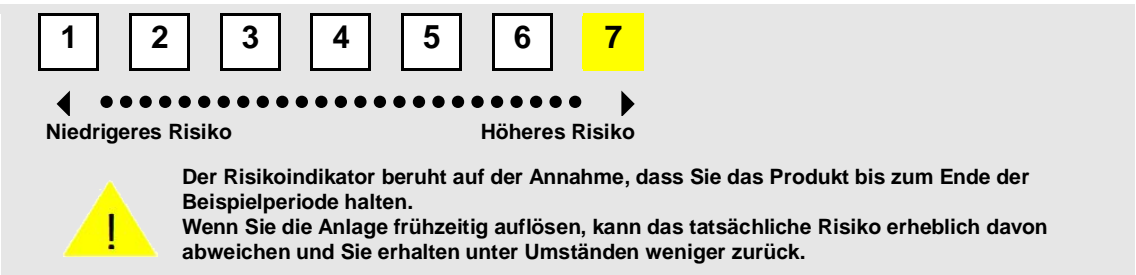 1 2 3 4 5 6 7
Niedrigeres Risiko Höheres Risiko
Der Risikoindikator beruht auf der Annahme, dass Sie das Produkt bis zum Ende der
Beispielperiode halten.
Wenn Sie die Anlage frühzeitig auflösen, kann das tatsächliche Risiko erheblich davon
abweichen und Sie erhalten unter Umständen weniger zurück.
!